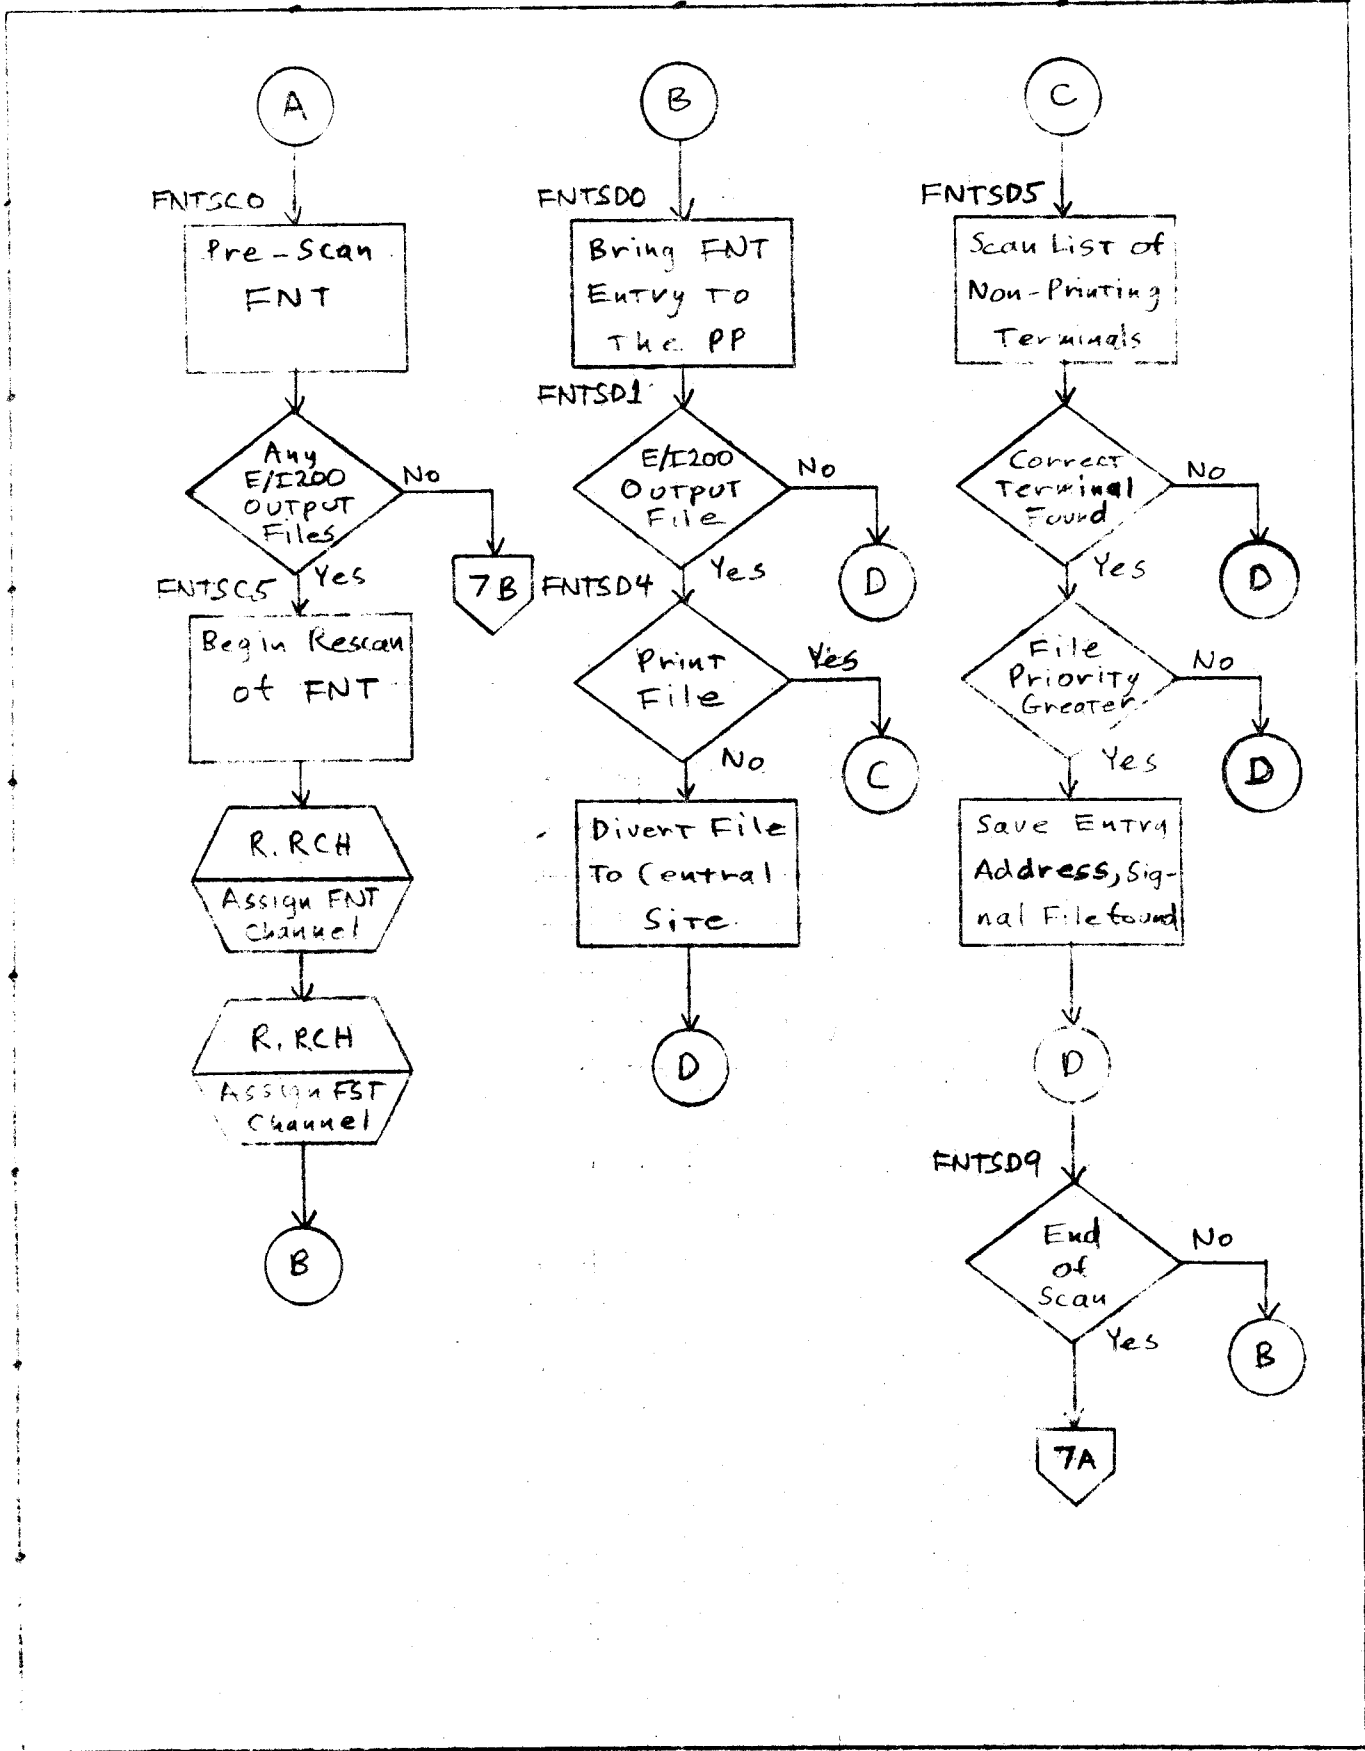 A
FNTSC0
Pre-Scan
FNT
Any
E/I200
OUTPUT
Files
No
7B
Yes
FNTSC5
Begin Rescan
of FNT
R.RCH
Assign FNT
Channel
R.RCH
Assign FST
Channel
B
B
FNTSD0
Bring FNT
Entry To
The PP
FNTSD1
E/I200
OUTPUT
File
No
D
Yes
FNTSD4
Print
File
Yes
C
No
Divert File
To Central
Site
D
C
FNTSD5
Scan List of
Non-Printing
Terminals
Correct
Terminal
Found
No
D
Yes
File
Priority
Greater
No
D
Yes
Save Entry
Address, Sig-
nal File found
D
FNTSD9
End
of
Scan
No
B
Yes
7A